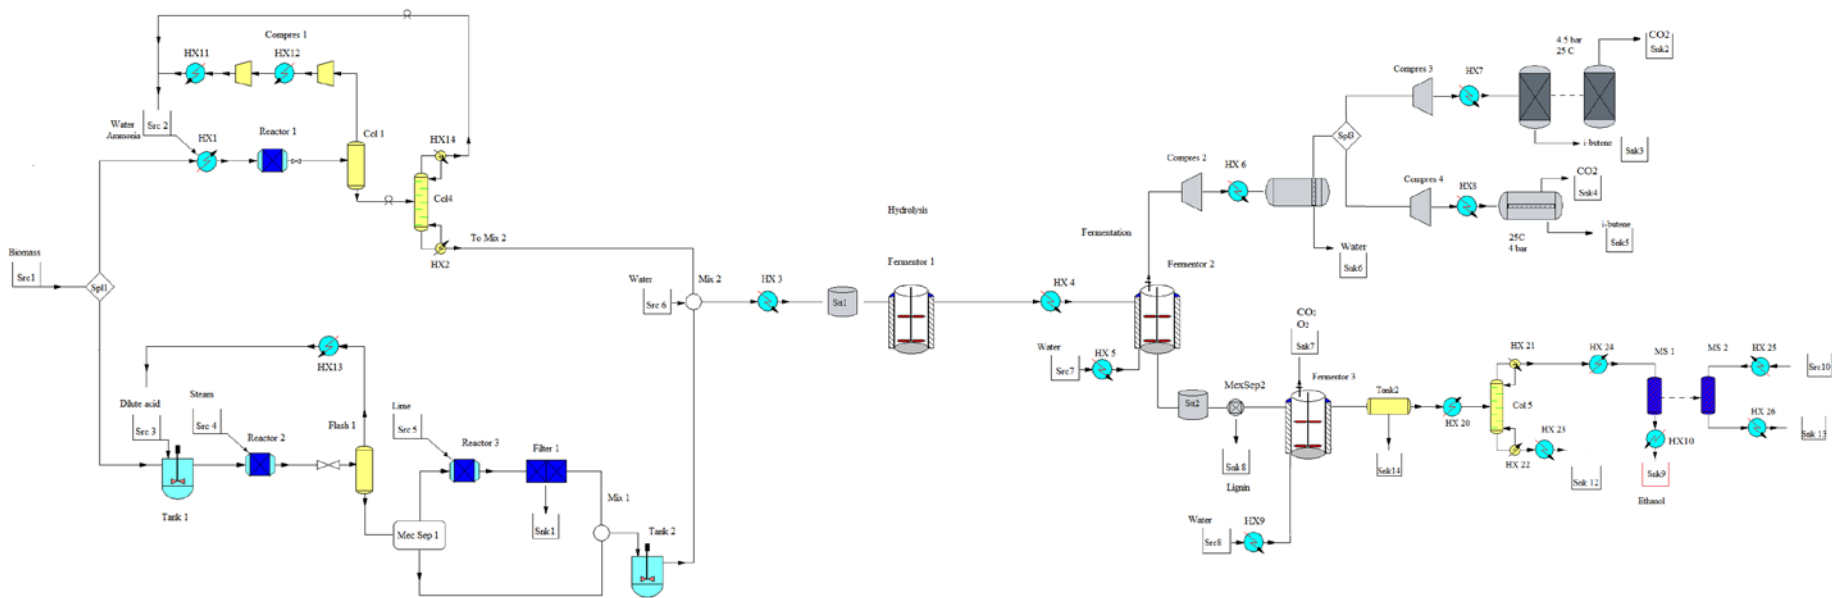 Compres 1
HX11
HX12
Water
Ammonia
Src 2
HX1
Reactor 1
Col 1
HX14
Col4
HX2
To Mix 2
Biomass
Src1
Spl1
HX13
Dilute acid
Src 3
Tank 1
Steam
Src 4
Reactor 2
Flash 1
Lime
Src 5
Reactor 3
Filter 1
Snk1
Mec Sep 1
Mix 1
Tank 2
Water
Src 6
Mix 2
HX 3
Stt1
Hydrolysis
Fermentor 1
HX 4
Fermentation
Fermentor 2
Water
Src7
HX 5
Compres 2
HX 6
Water
Snk6
Spl3
Compres 3
HX7
4.5 bar
25 C
CO2
Snk2
i-butene
Snk3
Compres 4
HX8
25C
4 bar
CO2
Snk4
i-butene
Snk5
Stt2
MexSep2
Snk8
Lignin
CO2
O2
Snk7
Fermentor 3
Water
Src8
HX9
Tank2
Snk14
HX 20
HX 21
Col 5
HX 22
HX 23
Snk 12
HX 24
MS 1
HX10
Snk9
Ethanol
MS 2
HX 25
Src10
HX 26
Snk 13